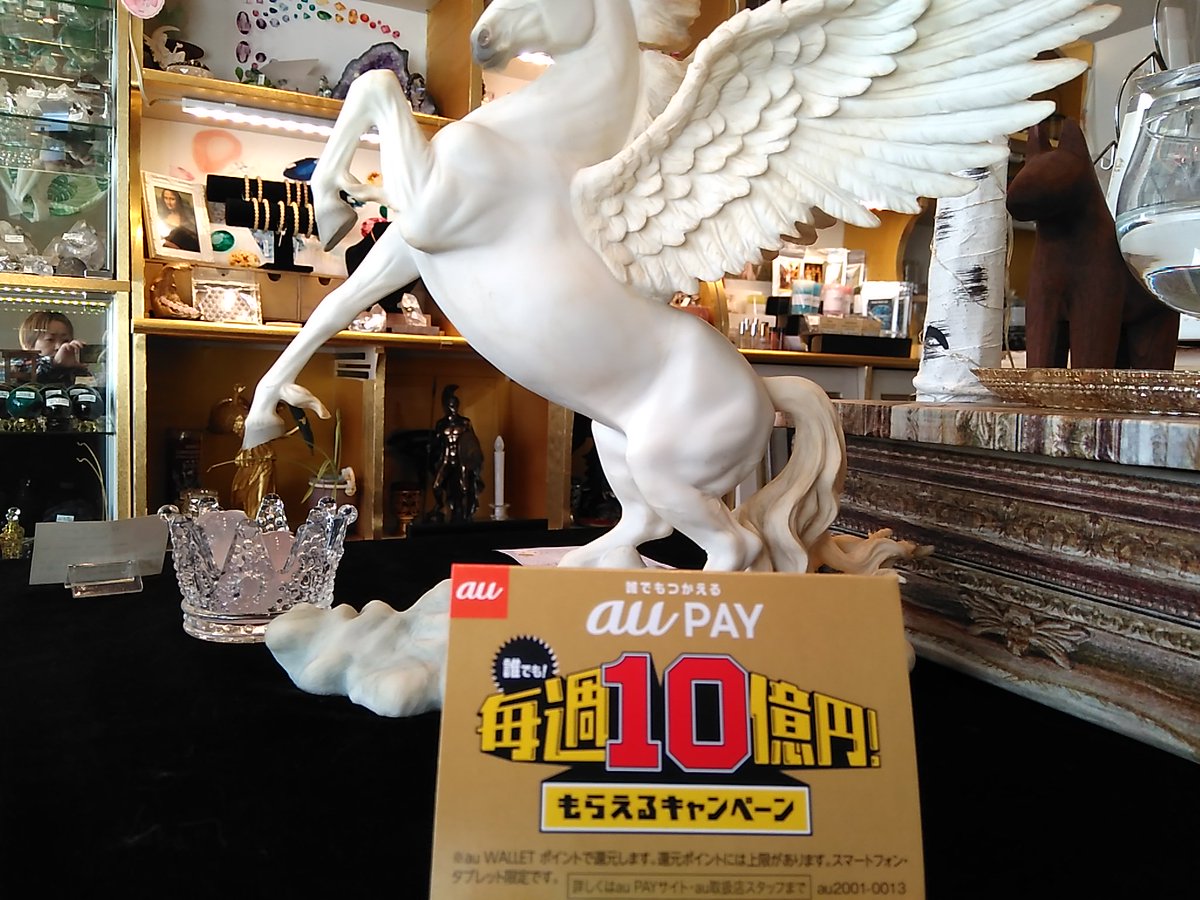 au
誰でもつかえる
au PAY
誰でも!
毎週10億円!
もらえるキャンペーン
※au WALLET ポイントで還元します。還元ポイントには上限があります。スマートフォン・
タブレット限定です。
詳しくはau PAYサイト・au取扱店スタッフまで
au2001-0013